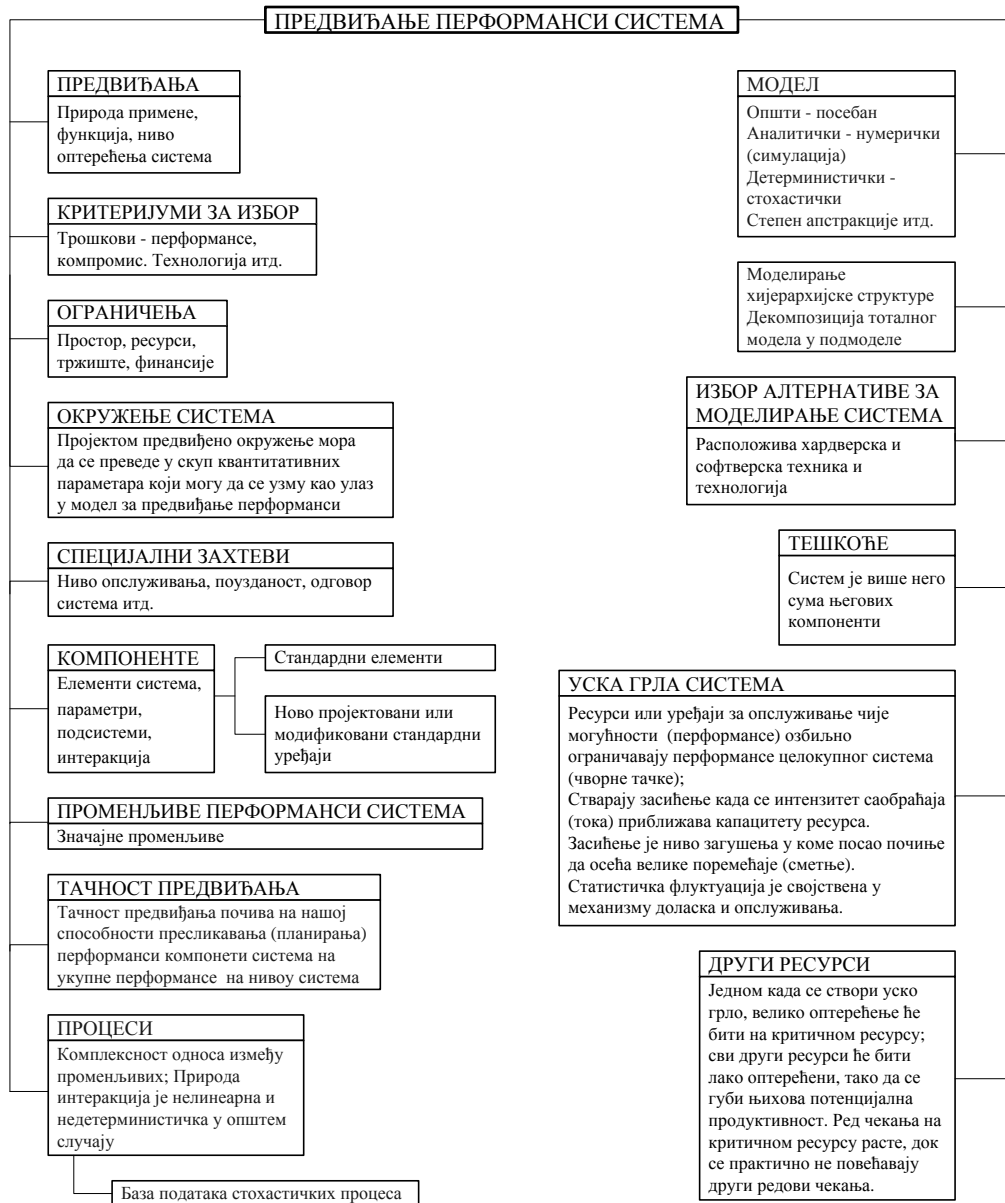 ПРЕДВИЂАЊЕ ПЕРФОРМАНСИ СИСТЕМА
ПРЕДВИЂАЊА
Природа примене,
функција, ниво
оптерећења система
КРИТЕРИЈУМИ ЗА ИЗБОР
Трошкови - перформансе,
компромис. Технологија итд.
ОГРАНИЧЕЊА
Простор, ресурси,
тржиште, финансије
ОКРУЖЕЊЕ СИСТЕМА
Пројектом предвиђено окружење мора
да се преведе у скуп квантитативних
параметара који могу да се узму као улаз
у модел за предвиђање перформанси
СПЕЦИЈАЛНИ ЗАХТЕВИ
Ниво опслуживања, поузданост, одговор
система итд.
КОМПОНЕНТЕ
Елементи система,
параметри,
подсистеми,
интеракција
Стандардни елементи
Ново пројектовани или
модификовани стандардни
уређаји
ПРОМЕНЉИВЕ ПЕРФОРМАНСИ СИСТЕМА
Значајне променљиве
ТАЧНОСТ ПРЕДВИЂАЊА
Тачност предвиђања почива на нашој
способности пресликавања (планирања)
перформанси компонети система на
укупне перформансе на нивоу система
ПРОЦЕСИ
Комплексност односа између
променљивих; Природа
интеракција је нелинеарна и
недетерминистичка у општем
случају
База података стохастичких процеса
МОДЕЛ
Општи - посебан
Аналитички - нумерички
(симулација)
Детерминистички -
стохастички
Степен апстракције итд.
Моделирање
хијерархијске структуре
Декомпозиција тоталног
модела у подмоделе
ИЗБОР АЛТЕРНАТИВЕ ЗА
МОДЕЛИРАЊЕ СИСТЕМА
Расположива хардверска и
софтверска техника и
технологија
ТЕШКОЋЕ
Систем је више него
сума његових
компоненти
УСКА ГРЛА СИСТЕМА
Ресурси или уређаји за опслуживање чије
могућности (перформансе) озбиљно
ограничавају перформансе целокупног система
(чворне тачке);
Стварају засићење када се интензитет саобраћаја
(тока) приближава капацитету ресурса.
Засићење је ниво загушења у коме посао почиње
да осећа велике поремећаје (сметње).
Статистичка флуктуација је својствена у
механизму доласка и опслуживања.
ДРУГИ РЕСУРСИ
Једном када се створи уско
грло, велико оптерећење ће
бити на критичном ресурсу;
сви други ресурси ће бити
лако оптерећени, тако да се
губи њихова потенцијална
продуктивност. Ред чекања на
критичном ресурсу расте, док
се практично не повећавају
други редови чекања.